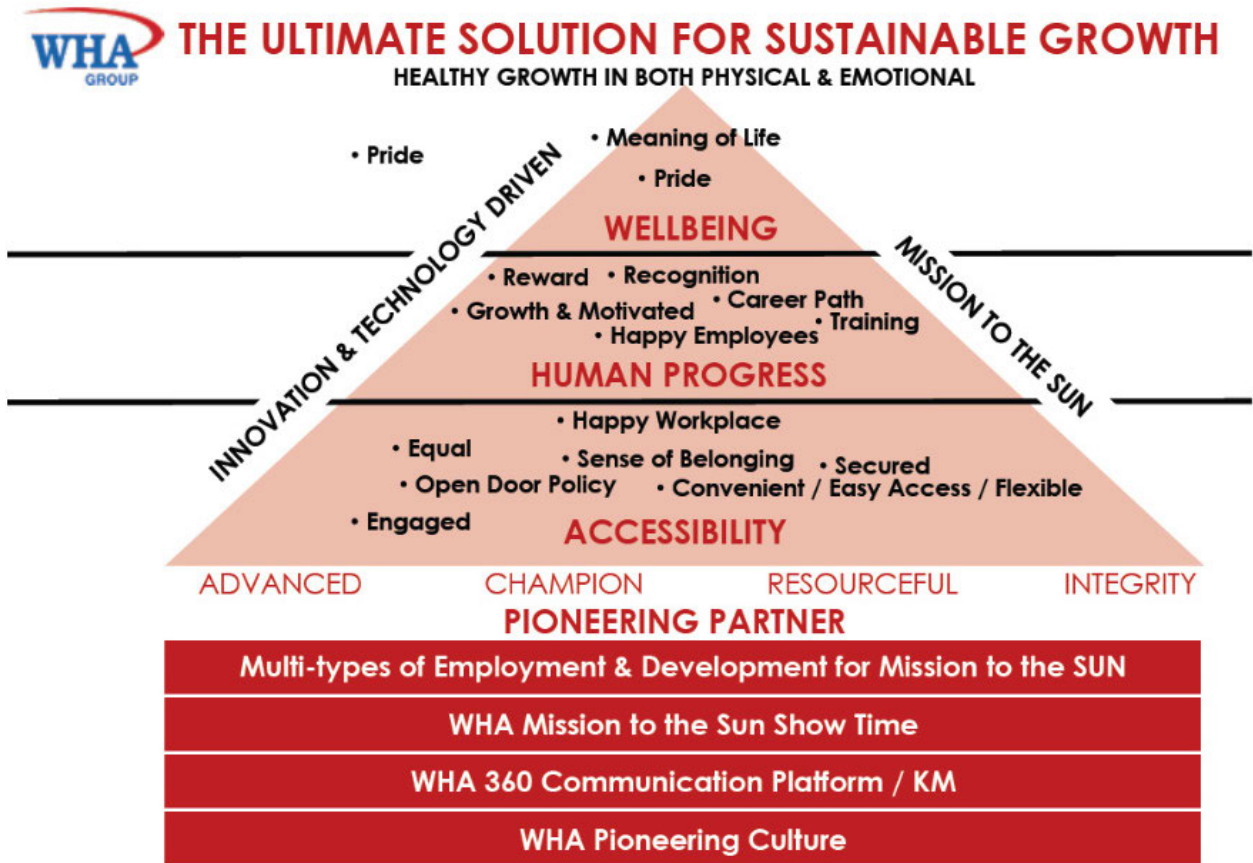 WHA
GROUP
THE ULTIMATE SOLUTION FOR SUSTAINABLE GROWTH
HEALTHY GROWTH IN BOTH PHYSICAL & EMOTIONAL
• Pride
• Meaning of Life
• Pride
WELLBEING
INNOVATION & TECHNOLOGY DRIVEN
MISSION TO THE SUN
• Reward
• Recognition
• Career Path
• Growth & Motivated
• Training
• Happy Employees
HUMAN PROGRESS
• Happy Workplace
• Equal
• Sense of Belonging
• Secured
• Open Door Policy
• Convenient / Easy Access / Flexible
• Engaged
ACCESSIBILITY
ADVANCED CHAMPION RESOURCEFUL INTEGRITY
PIONEERING PARTNER
Multi-types of Employment & Development for Mission to the SUN
WHA Mission to the Sun Show Time
WHA 360 Communication Platform / KM
WHA Pioneering Culture